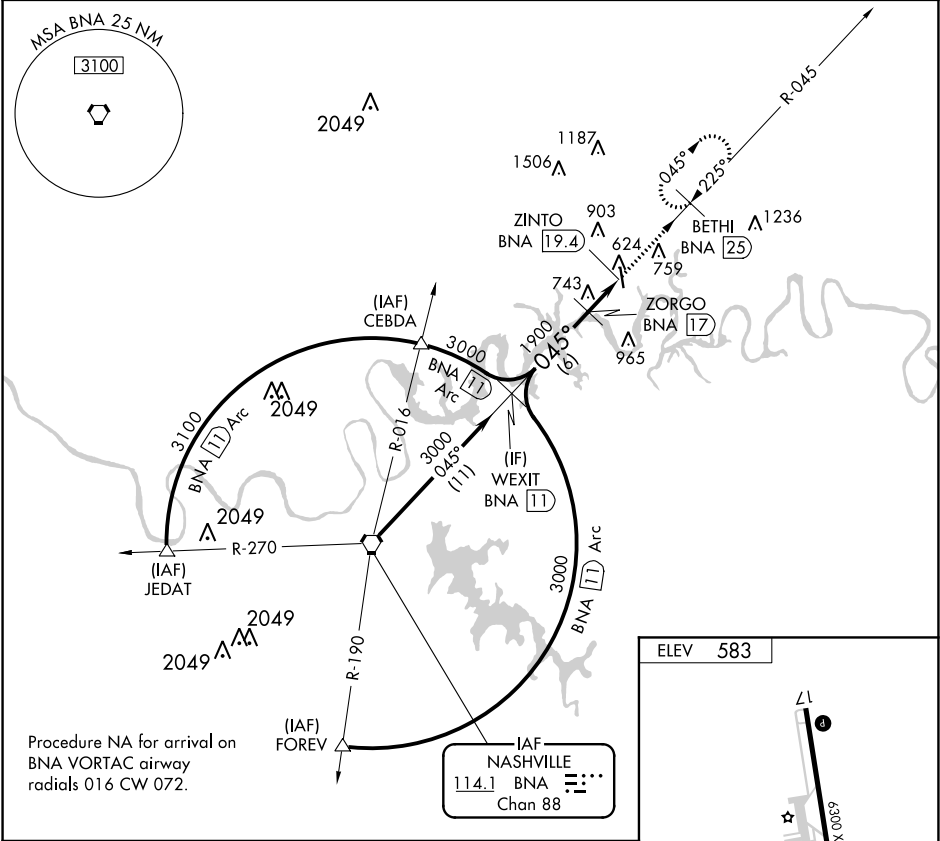 MSA BNA 25 NM
3100
2049
1187
1506
903
ZINTO
BNA 19.4
624
759
743
R-045
045°
225°
BETHI
BNA 25
1236
ZORGO
BNA 17
965
(IAF)
CEBDA
3000
BNA 11
Arc
1900
045°
(6)
2049
3100
BNA 11 Arc
R-016
3000
045°
(11)
(IF)
WEXIT
BNA 11
2049
R-270
(IAF)
JEDAT
3000
BNA 11 Arc
2049
2049
R-190
(IAF)
FOREV
IAF
NASHVILLE
114.1 BNA
Chan 88
Procedure NA for arrival on
BNA VORTAC airway
radials 016 CW 072.
ELEV 583
17
P
6300 X